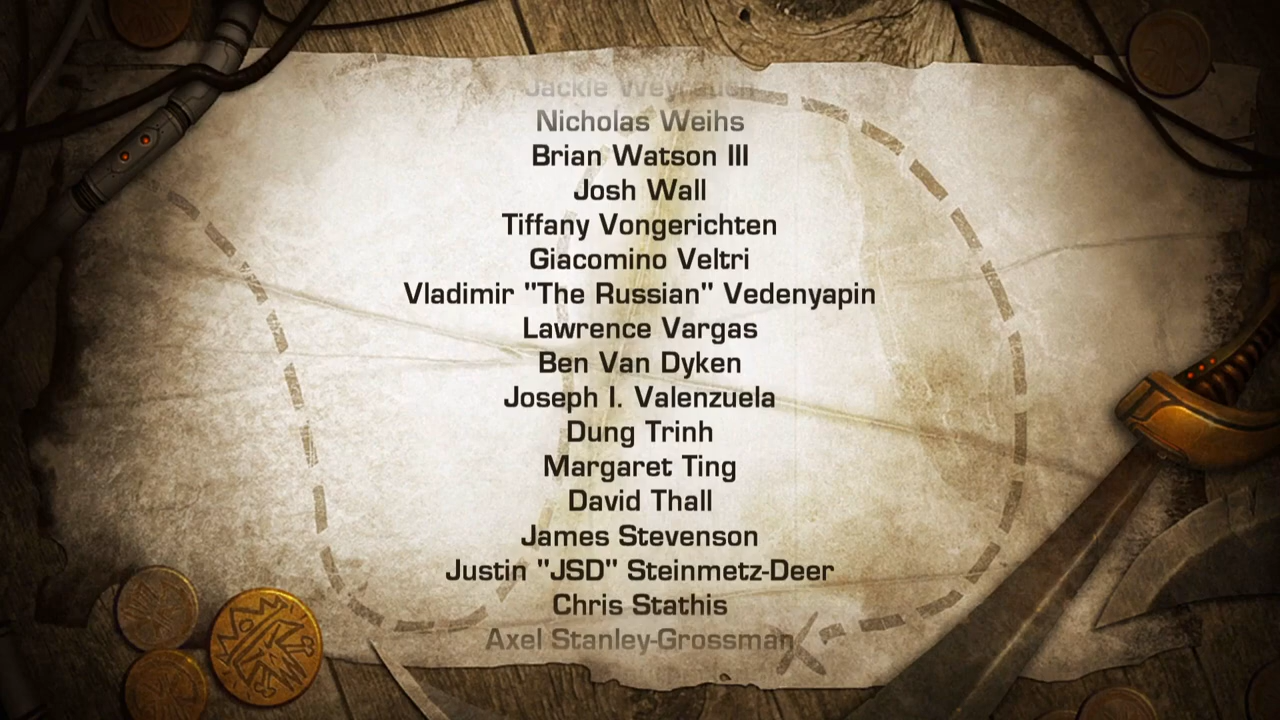 Jackie Weyrauch
Nicholas Weihs
Brian Watson III
Josh Wall
Tiffany Vongerichten
Giacomino Veltri
Vladimir "The Russian" Vedenyapin
Lawrence Vargas
Ben Van Dyken
Joseph I. Valenzuela
Dung Trinh
Margaret Ting
David Thall
James Stevenson
Justin "JSD" Steinmetz-Deer
Chris Stathis
Axel Stanley-Grossman